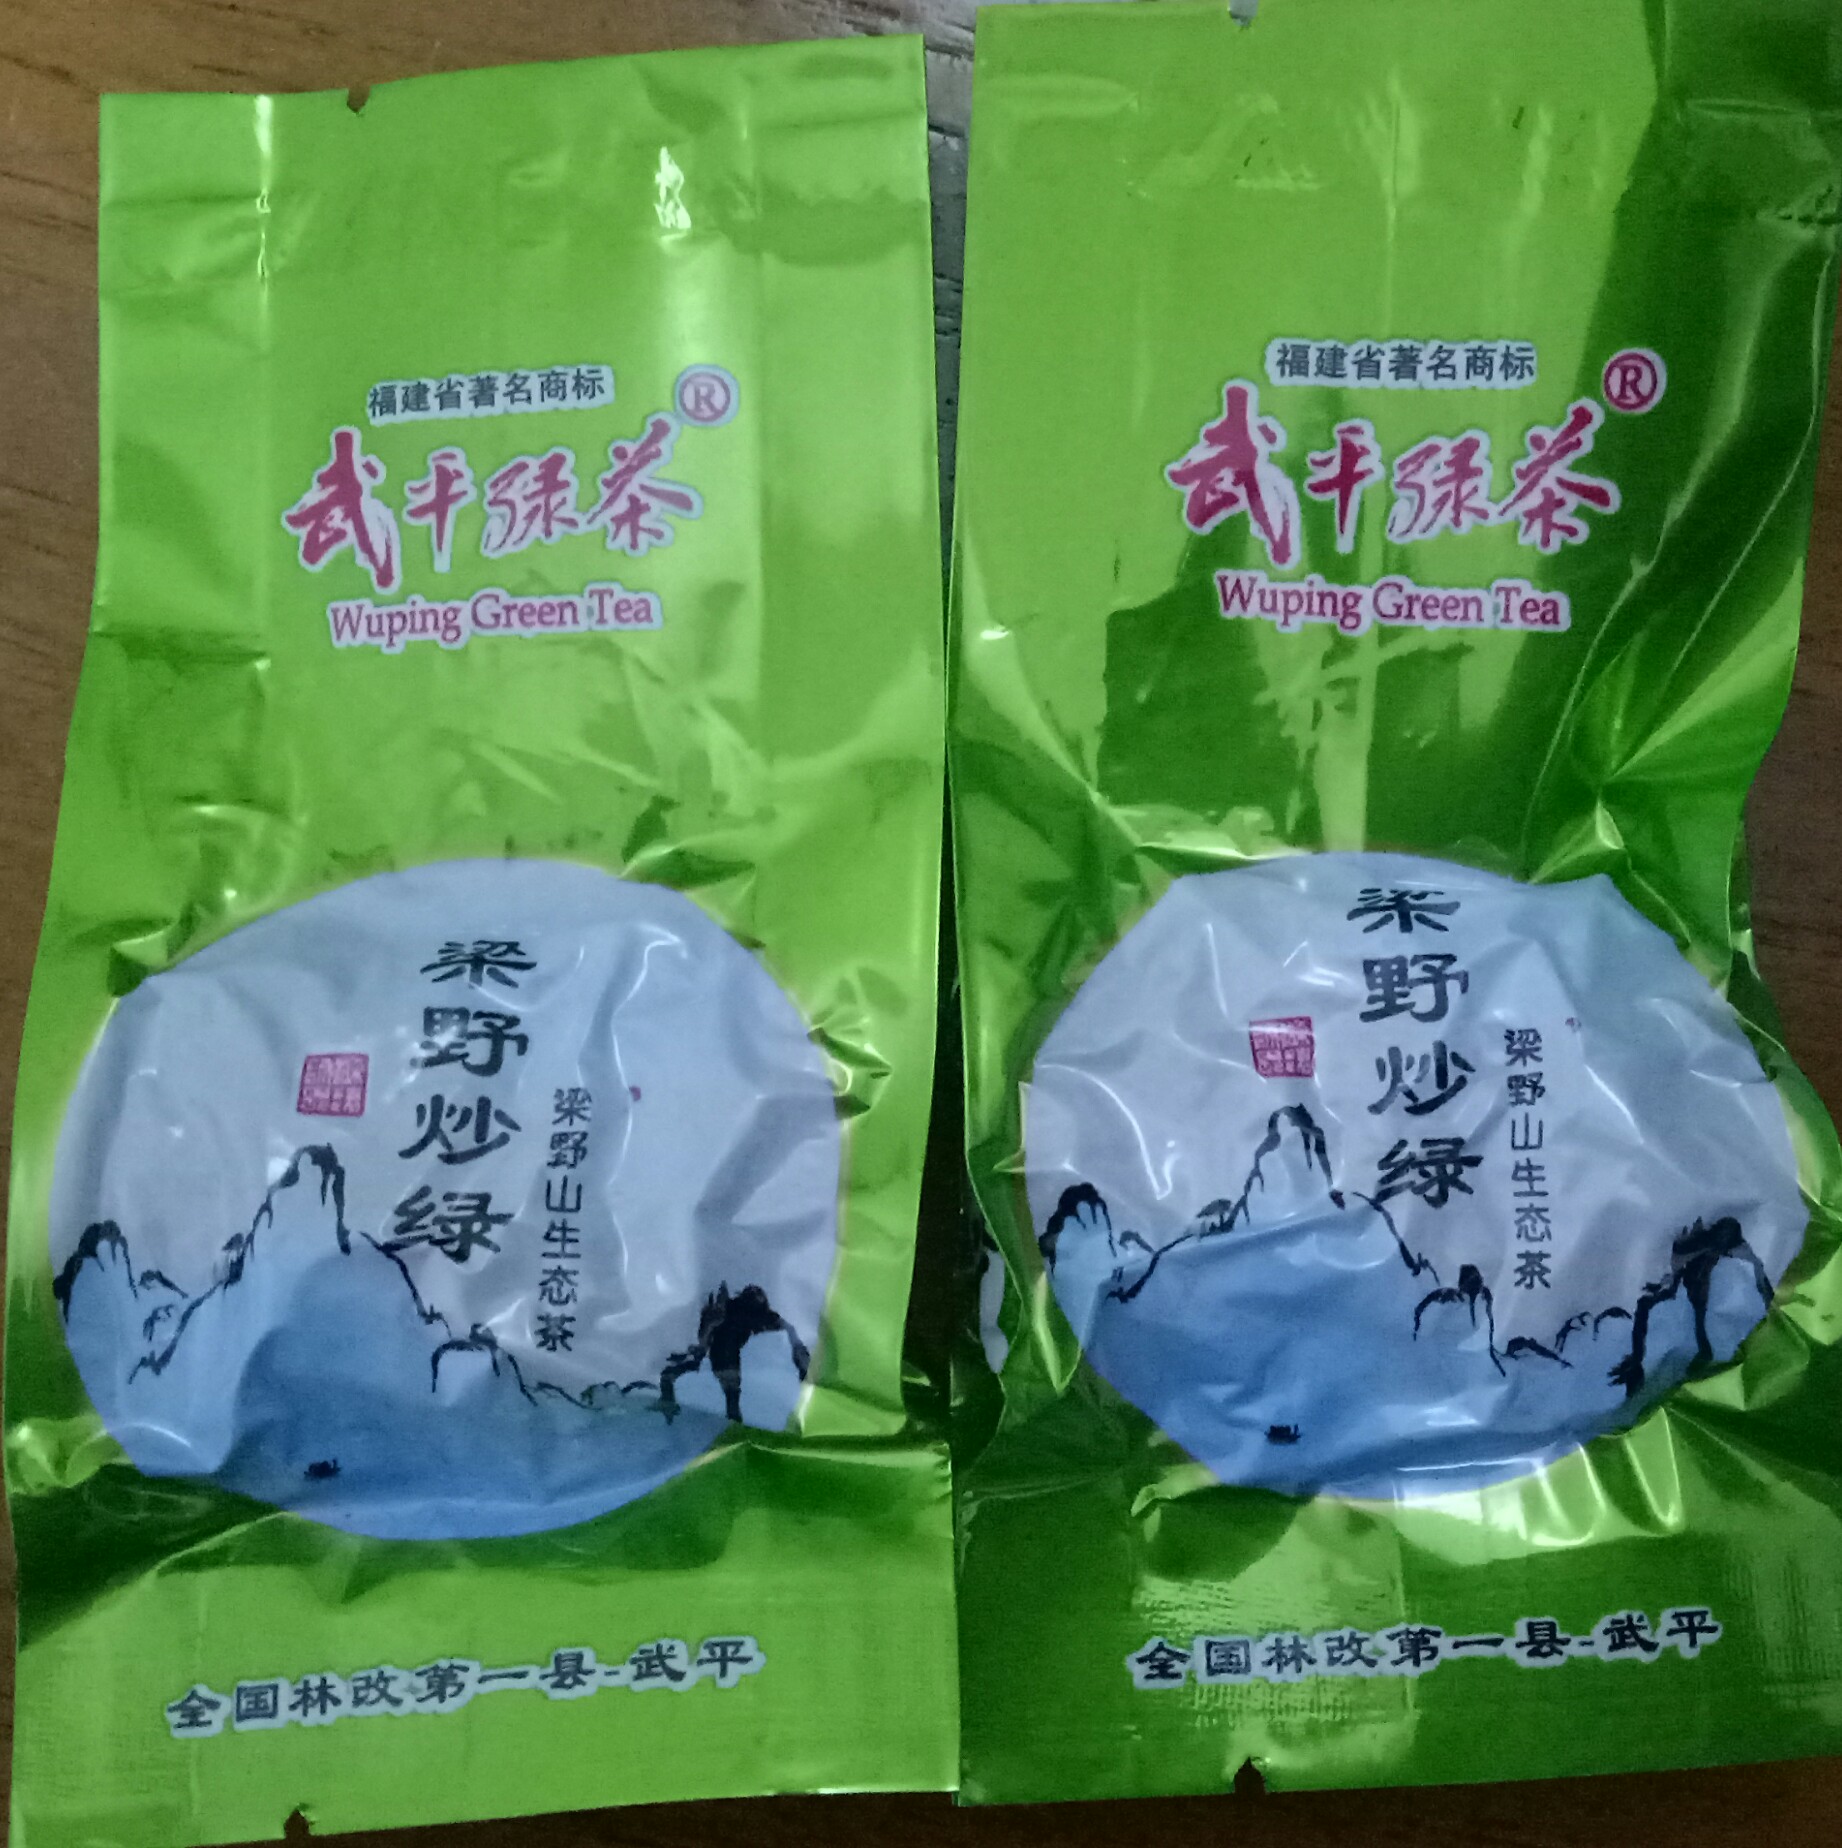 福建省著名商标
武平绿茶®
Wuping Green Tea
梁野炒绿
梁野山生态茶
全国林改第一县-武平
福建省著名商标
武平绿茶®
Wuping Green Tea
梁野炒绿
梁野山生态茶
全国林改第一县-武平